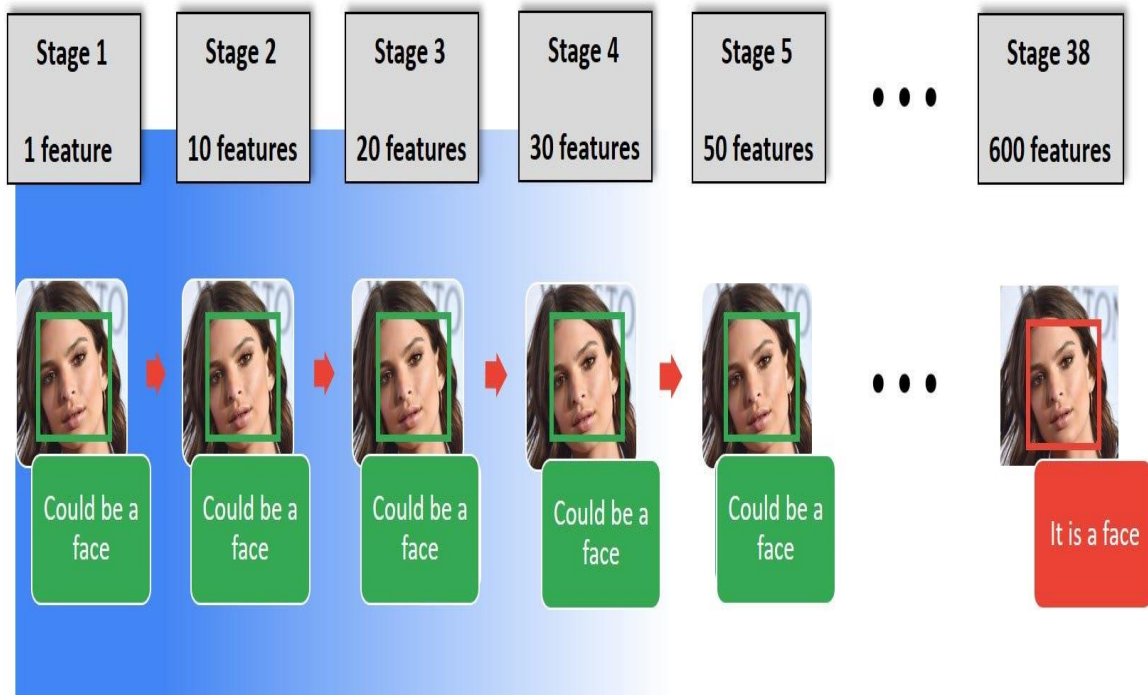 Stage 1
1 feature
Stage 2
10 features
Stage 3
20 features
Stage 4
30 features
Stage 5
50 features
Stage 38
600 features
Could be a
face
Could be a
face
Could be a
face
Could be a
face
Could be a
face
It is a face